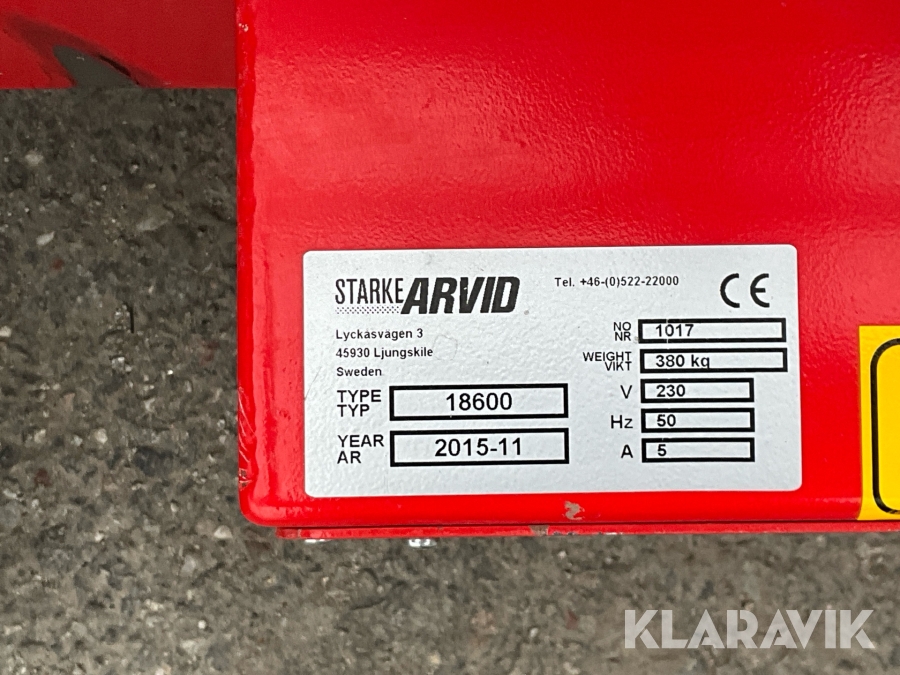 STARKE ARVID
Tel. +46-(0)522-22000
CE
Lyckåsvägen 3
45930 Ljungskile
Sweden
TYPE
TYP
18600
YEAR
AR
2015-11
NO
NR
1017
WEIGHT
VIKT
380 kg
V 230
Hz 50
A 5
KLARAVIK